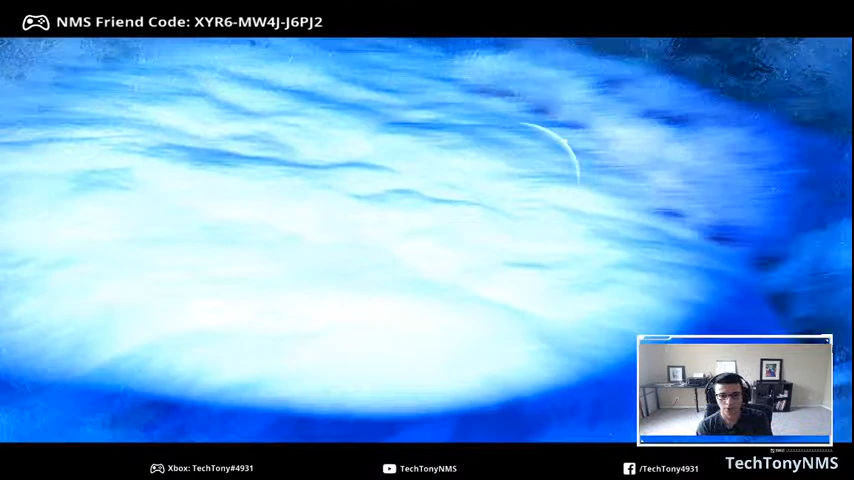 NMS Friend Code: XYR6-MW4J-J6PJ2
Xbox: TechTony#4931
TechTonyNMS
/TechTony4931
TechTonyNMS